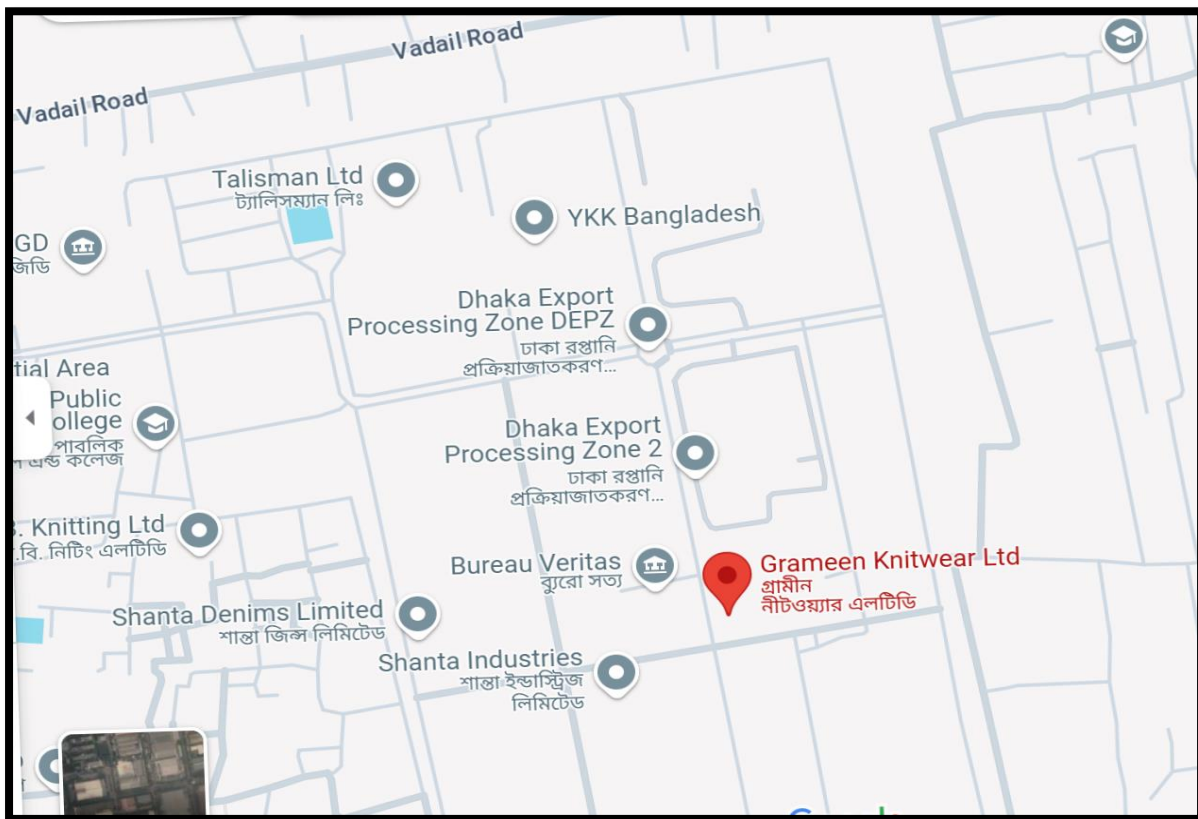 Vadail Road
Vadail Road
Talisman Ltd
ট্যালিসম্যান লিঃ
YKK Bangladesh
GD
জিডি
Dhaka Export
Processing Zone DEPZ
ঢাকা রপ্তানি
প্রক্রিয়াজাতকরণ...
tial Area
Public
ollege
পাবলিক
এন্ড কলেজ
Dhaka Export
Processing Zone 2
ঢাকা রপ্তানি
প্রক্রিয়াজাতকরণ...
. Knitting Ltd
.বি. নিটিং এলটিডি
Bureau Veritas
ব্যুরো সত্য
Grameen Knitwear Ltd
গ্রামীন
নীটওয়্যার এলটিডি
Shanta Denims Limited
শান্তা জিন্স লিমিটেড
Shanta Industries
শান্তা ইন্ডাস্ট্রিজ
লিমিটেড